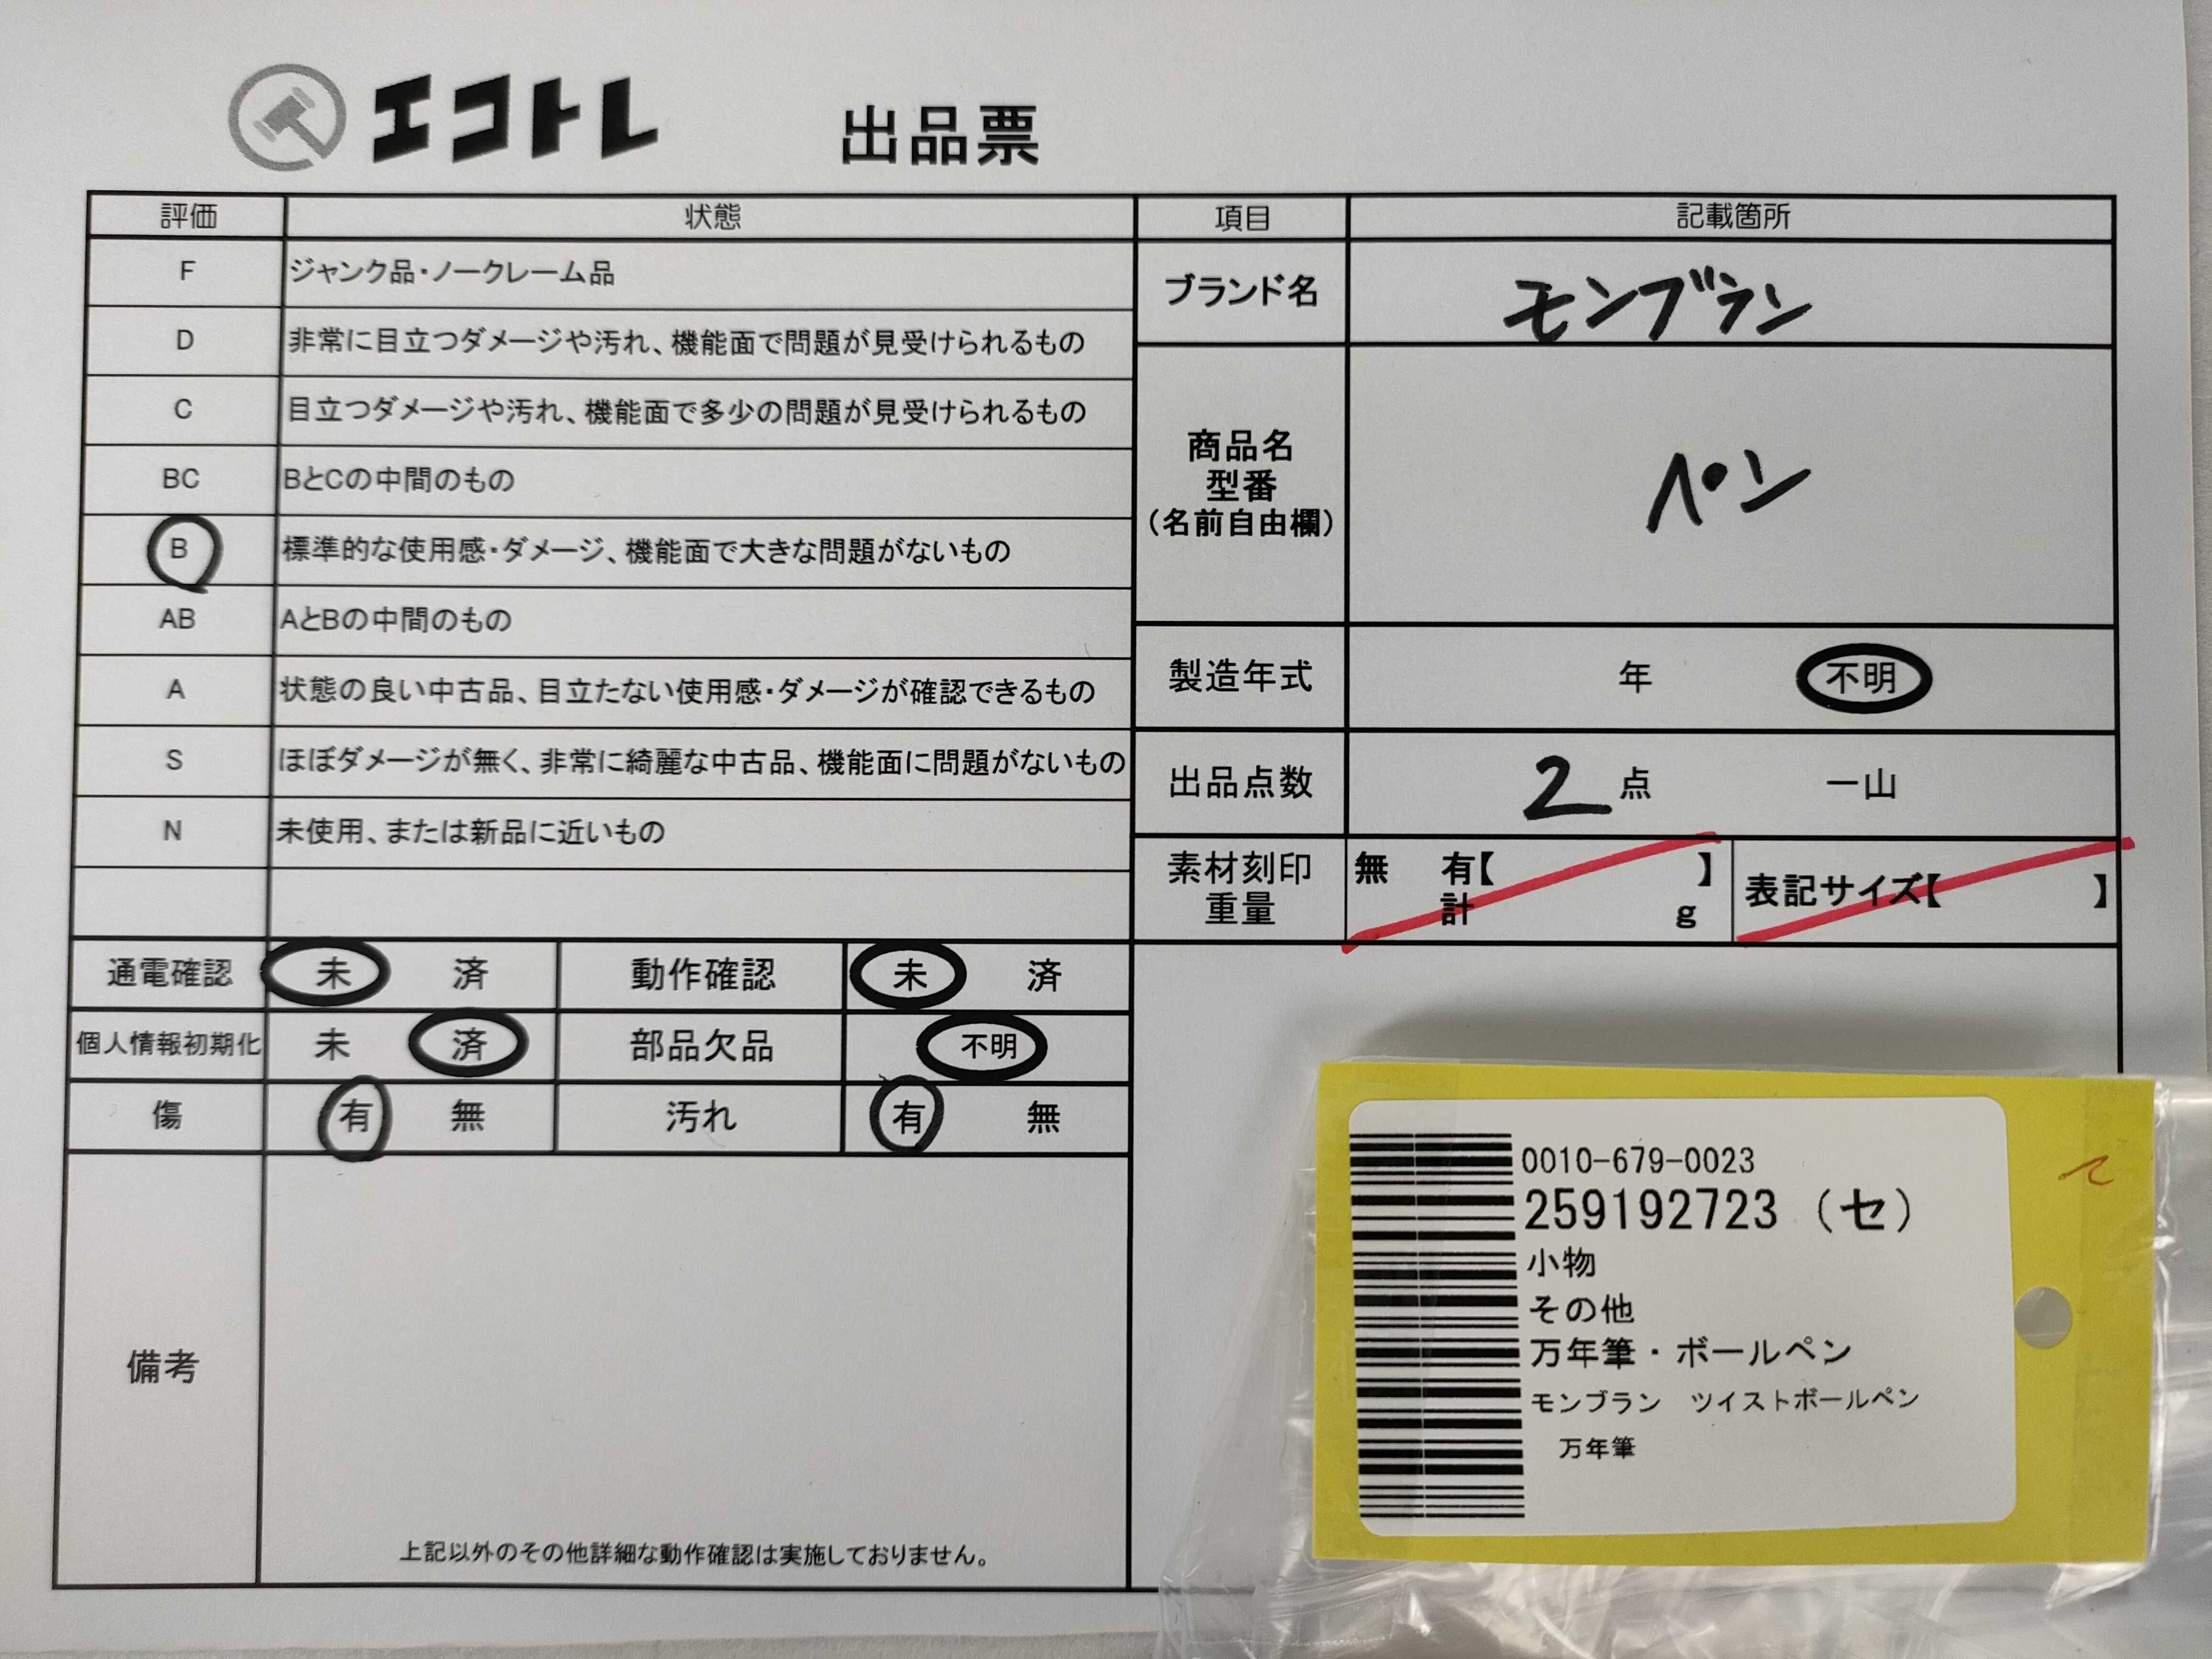 エコトレ 出品票
評価 状態
F ジャンク品・ノークレーム品
D 非常に目立つダメージや汚れ、機能面で問題が見受けられるもの
C 目立つダメージや汚れ、機能面で多少の問題が見受けられるもの
BC BとCの中間のもの
B 標準的な使用感・ダメージ、機能面で大きな問題がないもの
AB AとBの中間のもの
A 状態の良い中古品、目立たない使用感・ダメージが確認できるもの
S ほぼダメージが無く、非常に綺麗な中古品、機能面に問題がないもの
N 未使用、または新品に近いもの
項目 記載箇所
ブランド名 モンブラン
商品名
型番
(名前自由欄)
ペン
製造年式 年 不明
出品点数 2点 一山
素材刻印
重量
無 有【 】
計 g
表記サイズ【 】
通電確認 未 済 動作確認 未 済
個人情報初期化 未 済 部品欠品 不明
傷 有 無 汚れ 有 無
備考
上記以外のその他詳細な動作確認は実施しておりません。
0010-679-0023
259192723（セ）
小物
その他
万年筆・ボールペン
モンブラン ツイストボールペン
万年筆